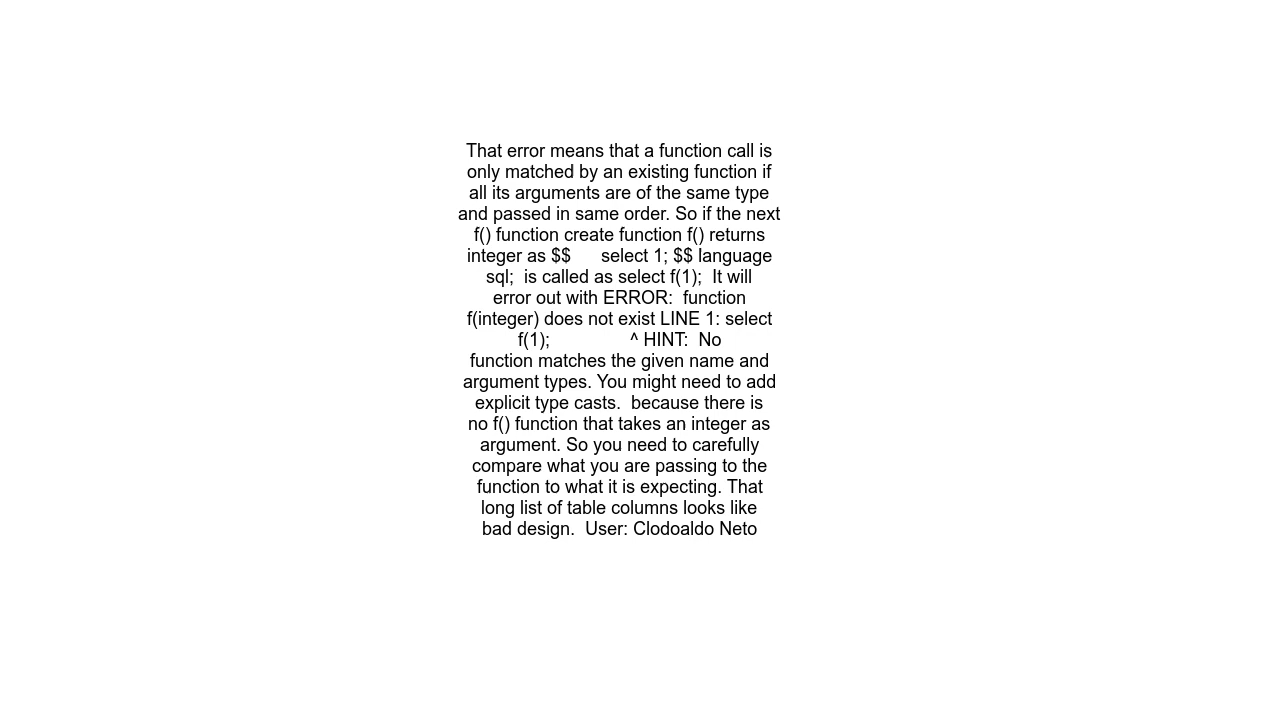 That error means that a function call is
only matched by an existing function if
all its arguments are of the same type
and passed in same order. So if the next
f() function create function f() returns
integer as $$      select 1; $$ language
sql;  is called as select f(1);  It will
error out with ERROR:  function
f(integer) does not exist LINE 1: select
f(1);                ^ HINT:  No
function matches the given name and
argument types. You might need to add
explicit type casts.  because there is
no f() function that takes an integer as
argument. So you need to carefully
compare what you are passing to the
function to what it is expecting. That
long list of table columns looks like
bad design.  User: Clodoaldo Neto